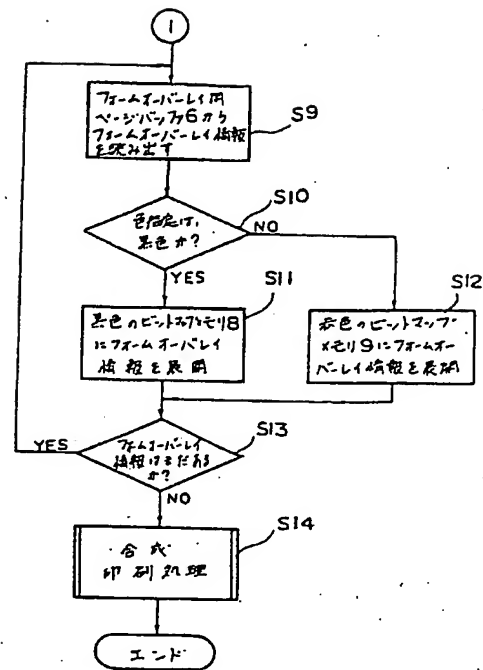 1
フォームオーバーレイ用
ページバッファ6から
フォームオーバーレイ情報
を読み出す
S9
S10
色指定は、
黒色か?
NO
YES
S11
S12
黒色のビットマップメモリ8
にフォームオーバレイ
情報を展開
赤色のビットマップ
メモリ9にフォームオー
バーレイ情報を展開
YES
フォームオーバーレイ
情報はまだある
か?
S13
NO
S14
合成
印刷処理
エンド